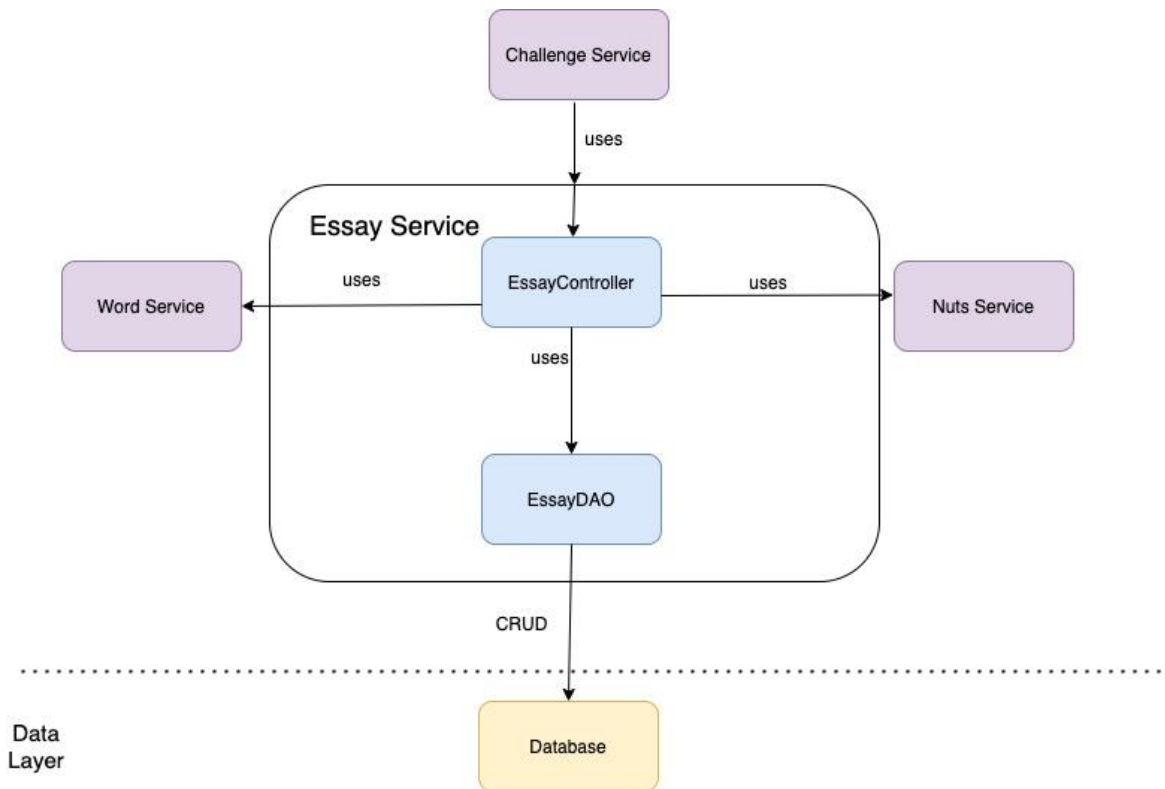 Challenge Service
uses
Essay Service
EssayController
uses
uses
Word Service
Nuts Service
uses
EssayDAO
CRUD
Data
Layer
Database